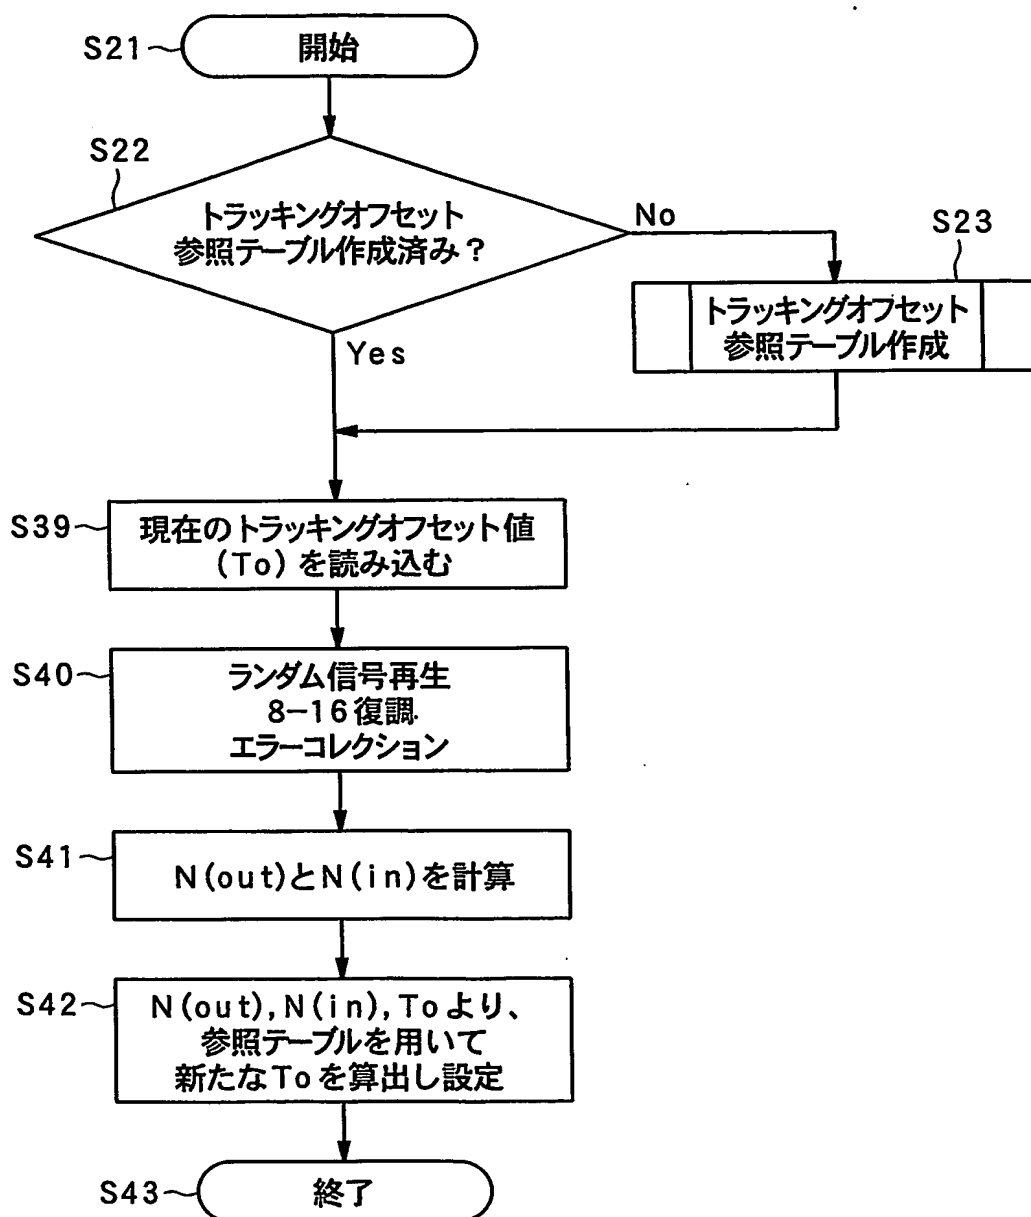 S21
開始
S22
トラッキングオフセット
参照テーブル作成済み?
No
S23
トラッキングオフセット
参照テーブル作成
Yes
S39
現在のトラッキングオフセット値
(To)を読み込む
S40
ランダム信号再生
8-16復調
エラーコレクション
S41
N(out)とN(in)を計算
S42
N(out),N(in),Toより、
参照テーブルを用いて
新たなToを算出し設定
S43
終了